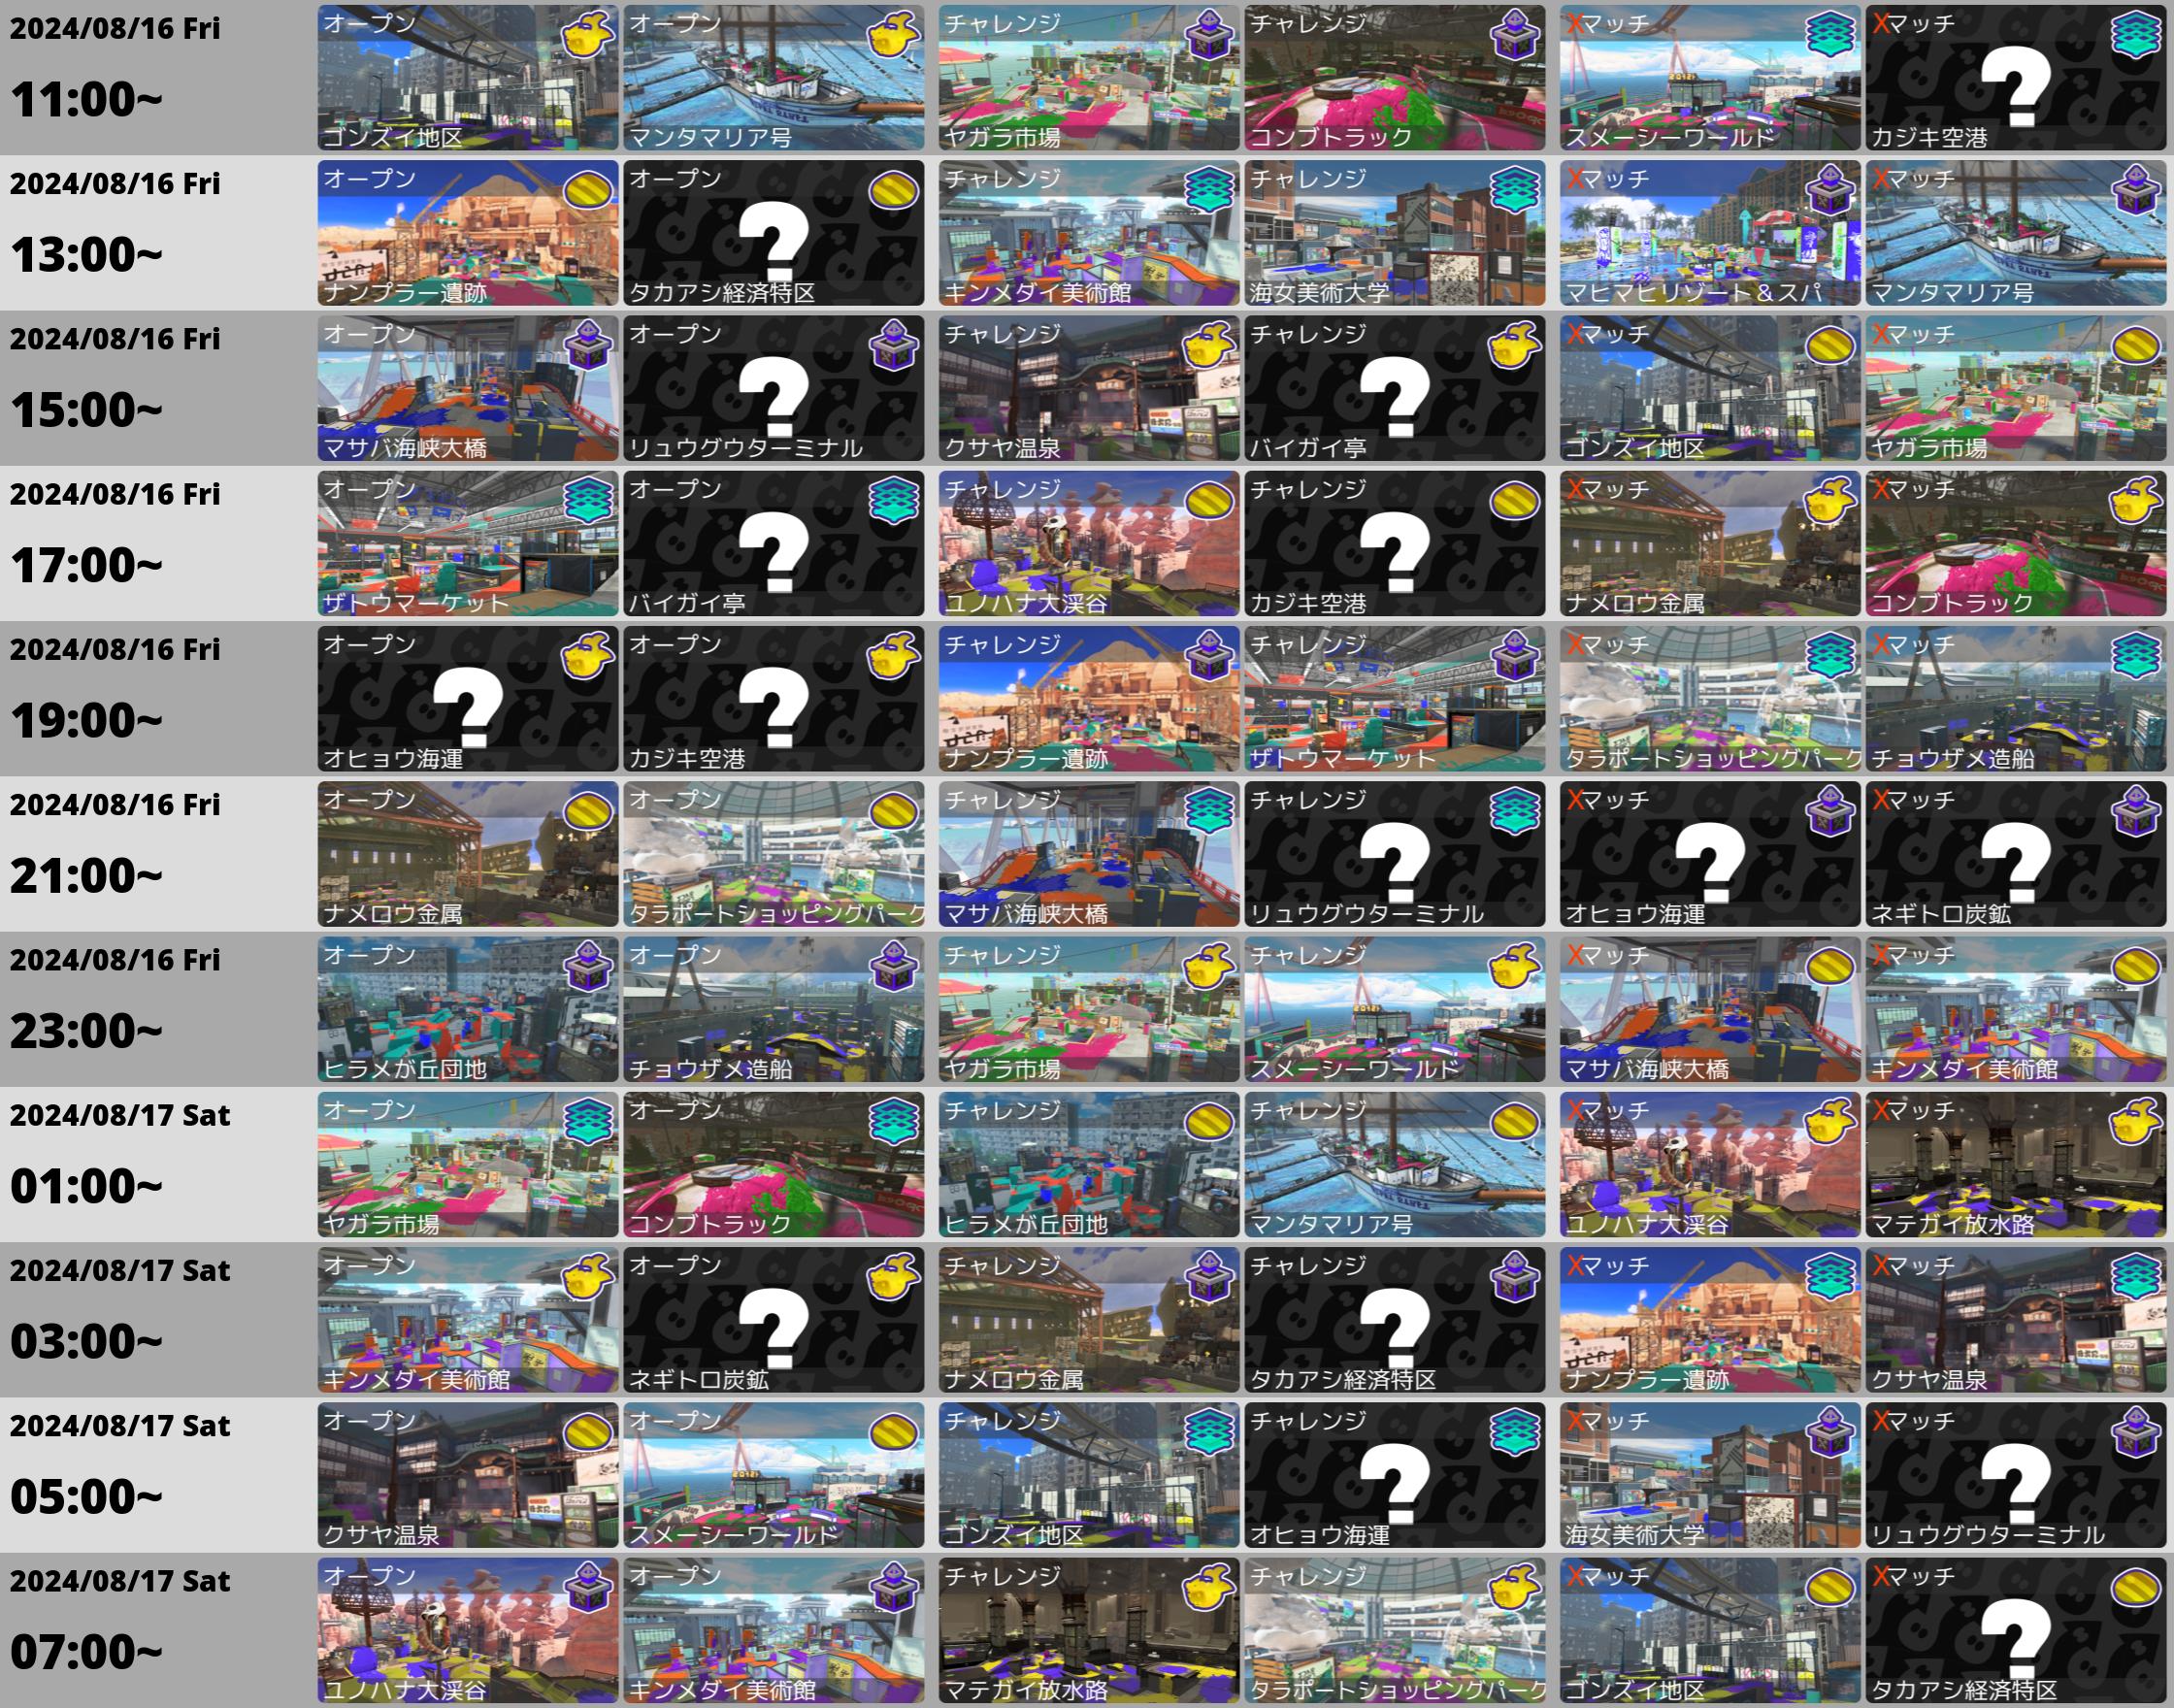 2024/08/16 Fri
11:00~
オープン
ゴンズイ地区
オープン
マンタマリア号
チャレンジ
ヤガラ市場
チャレンジ
コンブトラック
Xマッチ
スメーシーワールド
Xマッチ
?
カジキ空港
2024/08/16 Fri
13:00~
オープン
ナンプラー遺跡
オープン
?
タカアシ経済特区
チャレンジ
キンメダイ美術館
チャレンジ
海女美術大学
Xマッチ
マヒマヒリゾート&スパ
Xマッチ
マンタマリア号
2024/08/16 Fri
15:00~
オープン
マサバ海峡大橋
オープン
?
リュウグウターミナル
チャレンジ
クサヤ温泉
チャレンジ
?
バイガイ亭
Xマッチ
ゴンズイ地区
Xマッチ
ヤガラ市場
2024/08/16 Fri
17:00~
オープン
ザトウマーケット
オープン
?
バイガイ亭
チャレンジ
ユノハナ大渓谷
チャレンジ
?
カジキ空港
Xマッチ
ナメロウ金属
Xマッチ
コンブトラック
2024/08/16 Fri
19:00~
オープン
?
オヒョウ海運
オープン
?
カジキ空港
チャレンジ
ナンプラー遺跡
チャレンジ
ザトウマーケット
Xマッチ
タラポートショッピングパーク
Xマッチ
チョウザメ造船
2024/08/16 Fri
21:00~
オープン
ナメロウ金属
オープン
タラポートショッピングパーク
チャレンジ
マサバ海峡大橋
チャレンジ
?
リュウグウターミナル
Xマッチ
?
オヒョウ海運
Xマッチ
?
ネギトロ炭鉱
2024/08/16 Fri
23:00~
オープン
ヒラメが丘団地
オープン
チョウザメ造船
チャレンジ
ヤガラ市場
チャレンジ
スメーシーワールド
Xマッチ
マサバ海峡大橋
Xマッチ
キンメダイ美術館
2024/08/17 Sat
01:00~
オープン
ヤガラ市場
オープン
コンブトラック
チャレンジ
ヒラメが丘団地
チャレンジ
マンタマリア号
Xマッチ
ユノハナ大渓谷
Xマッチ
マテガイ放水路
2024/08/17 Sat
03:00~
オープン
キンメダイ美術館
オープン
?
ネギトロ炭鉱
チャレンジ
ナメロウ金属
チャレンジ
?
タカアシ経済特区
Xマッチ
ナンプラー遺跡
Xマッチ
クサヤ温泉
2024/08/17 Sat
05:00~
オープン
クサヤ温泉
オープン
スメーシーワールド
チャレンジ
ゴンズイ地区
チャレンジ
?
オヒョウ海運
Xマッチ
海女美術大学
Xマッチ
?
リュウグウターミナル
2024/08/17 Sat
07:00~
オープン
ユノハナ大渓谷
オープン
キンメダイ美術館
チャレンジ
マテガイ放水路
チャレンジ
タラポートショッピングパーク
Xマッチ
ゴンズイ地区
Xマッチ
?
タカアシ経済特区